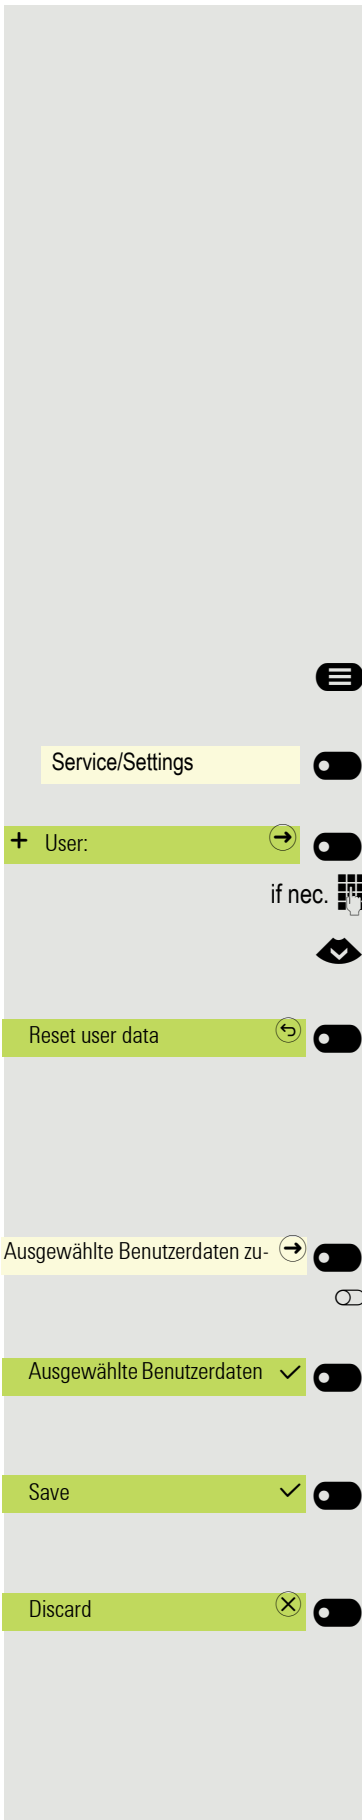 Service/Settings
+ User:
if nec.
Reset user data
Ausgewählte Benutzerdaten zu-
Ausgewählte Benutzerdaten
Save
Discard